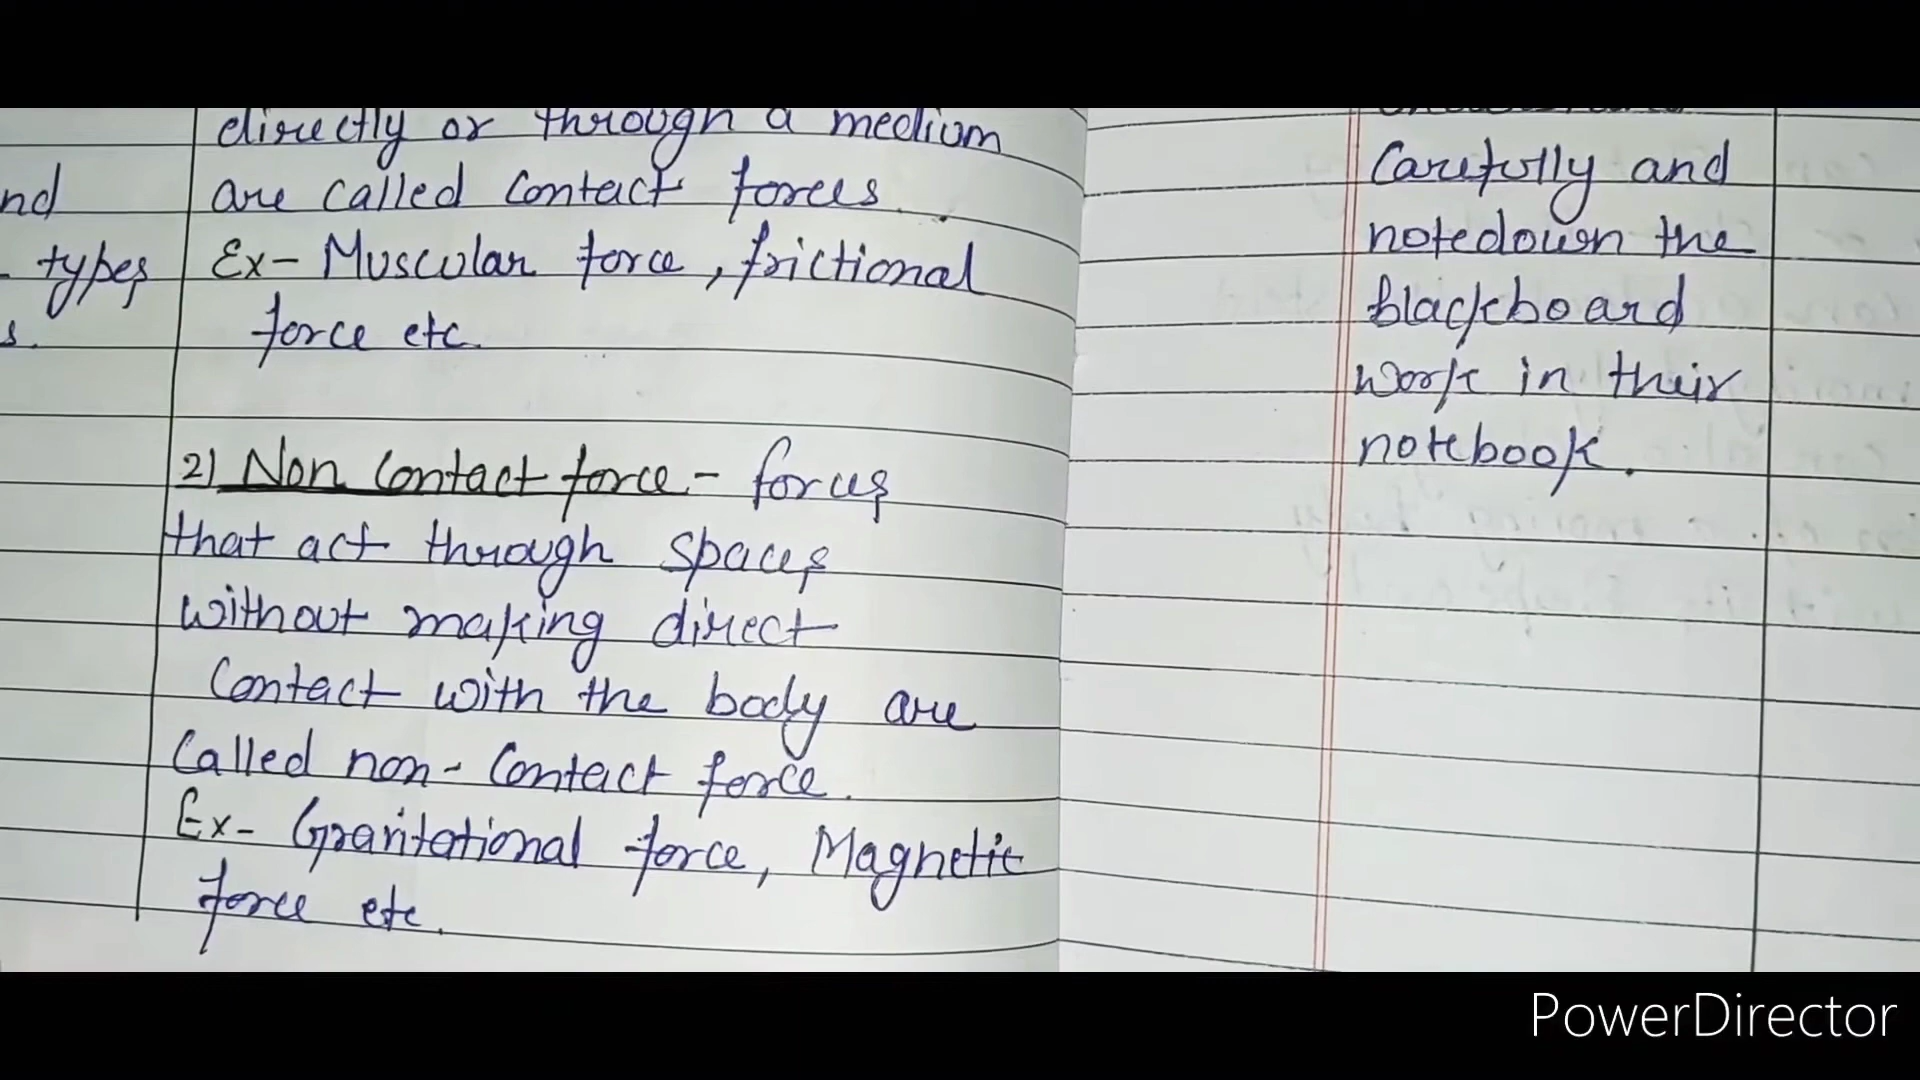 directly or through a medium
are called contact forces.
Ex- Muscular force, frictional
force etc.
nd
types
s.
2) Non contact force - forces
that act through spaces
without making direct
contact with the body are
called non-contact force.
Ex- Gravitational force, Magnetic
force etc.
Carefully and
notedown the
blackboard
work in their
notebook.
PowerDirector